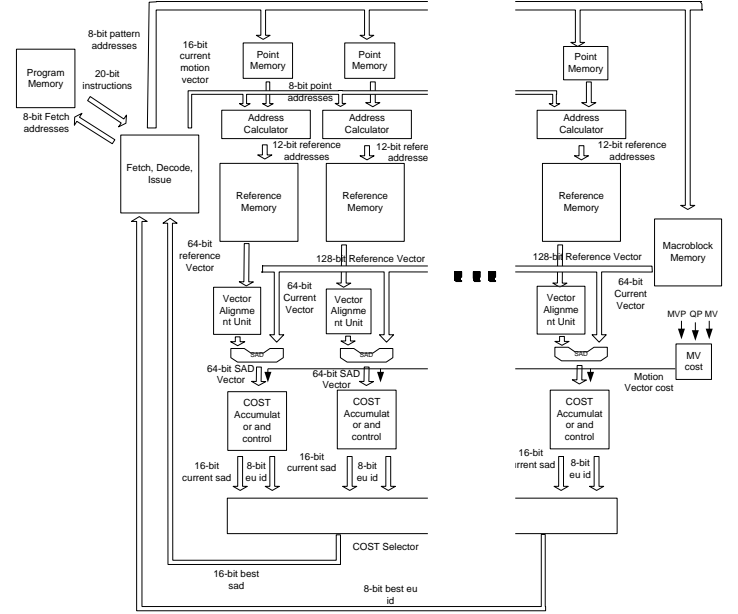 8-bit pattern
addresses
16-bit
current
motion
vector
Point
Memory
Point
Memory
Point
Memory
Program
Memory
20-bit
instructions
8-bit Fetch
addresses
8-bit point
addresses
Address
Calculator
Address
Calculator
Address
Calculator
12-bit reference
addresses
12-bit refere
addresse
12-bit reference
addresses
Fetch, Decode,
Issue
Reference
Memory
Reference
Memory
Reference
Memory
Macroblock
Memory
64-bit
reference
Vector
128-bit Reference Vector
128-bit Reference Vector
64-bit
Current
Vector
64-bit
Current
Vector
Vector
Alignme
nt Unit
Vector
Alignme
nt Unit
Vector
Alignme
nt Unit
MVP QP MV
SAD
SAD
SAD
MV
cost
64-bit SAD
Vector
64-bit SAD
Vector
Motion
Vector cost
COST
Accumulat
or and
control
COST
Accumulat
or and
control
COST
Accumulat
or and
control
16-bit
current sad
8-bit
eu id
16-bit
current sad
8-bit
eu id
16-bit
rrent sad
8-bit
eu id
COST Selector
16-bit best
sad
8-bit best eu
id